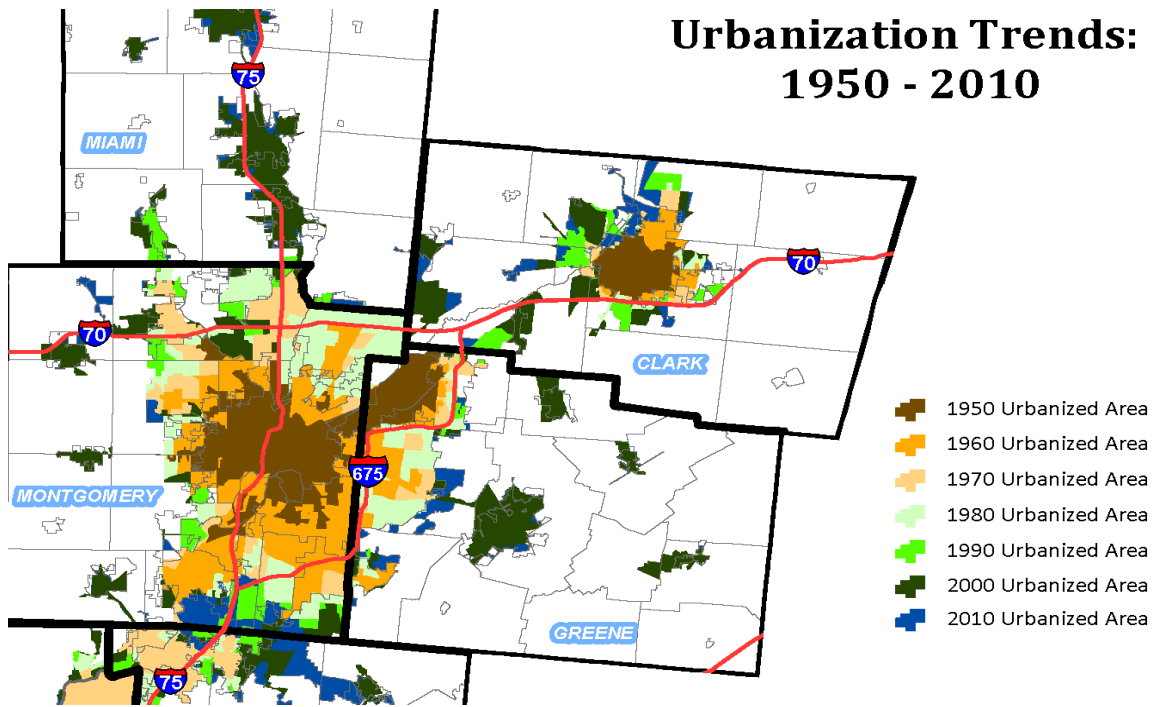 Urbanization Trends:
1950 - 2010
75
MIAMI
70
70
CLARK
675
MONTGOMERY
GREENE
75
1950 Urbanized Area
1960 Urbanized Area
1970 Urbanized Area
1980 Urbanized Area
1990 Urbanized Area
2000 Urbanized Area
2010 Urbanized Area